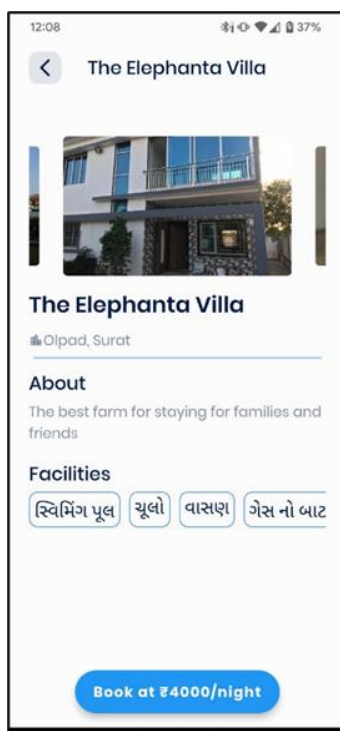 12:08
37%
The Elephanta Villa
The Elephanta Villa
Olpad, Surat
About
The best farm for staying for families and
friends
Facilities
સ્વિમિંગ પૂલ ચૂલો વાસણ ગેસ નો બાટ
Book at ₹4000/night